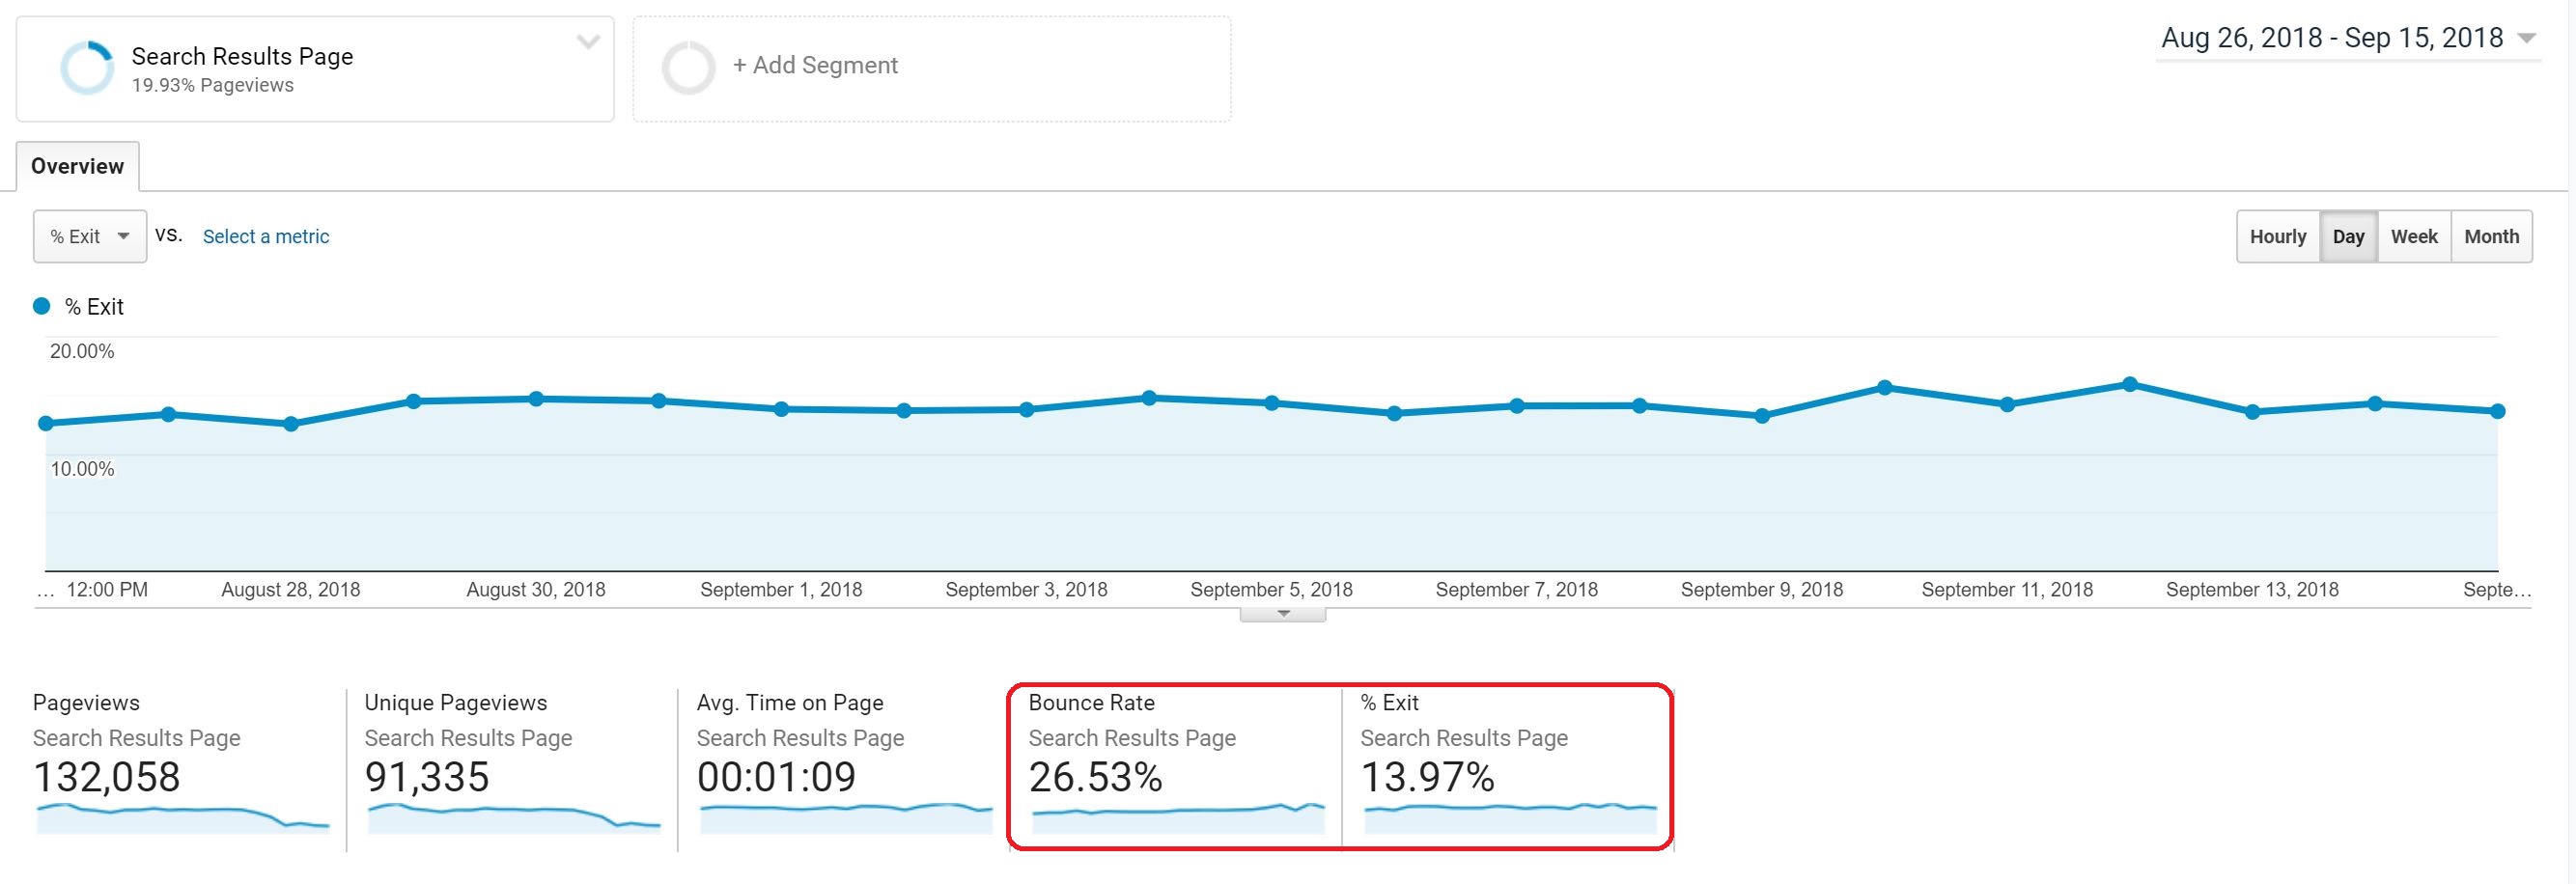 Search Results Page
19.93% Pageviews
+ Add Segment
Aug 26, 2018 - Sep 15, 2018
Overview
% Exit
VS.
Select a metric
Hourly
Day
Week
Month
% Exit
20.00%
10.00%
... 12:00 PM
August 28, 2018
August 30, 2018
September 1, 2018
September 3, 2018
September 5, 2018
September 7, 2018
September 9, 2018
September 11, 2018
September 13, 2018
Septe...
Pageviews
Search Results Page
132,058
Unique Pageviews
Search Results Page
91,335
Avg. Time on Page
Search Results Page
00:01:09
Bounce Rate
Search Results Page
26.53%
% Exit
Search Results Page
13.97%